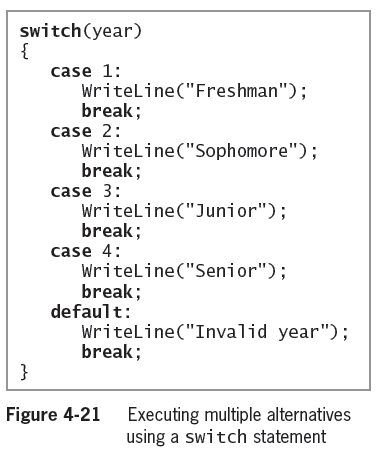 switch(year)
{
case 1:
WriteLine("Freshman");
break;
case 2:
WriteLine("Sophomore");
break;
case 3:
WriteLine("Junior");
break;
case 4:
WriteLine("Senior");
break;
default:
WriteLine("Invalid year");
break;
}
Figure 4-21 Executing multiple alternatives
using a switch statement